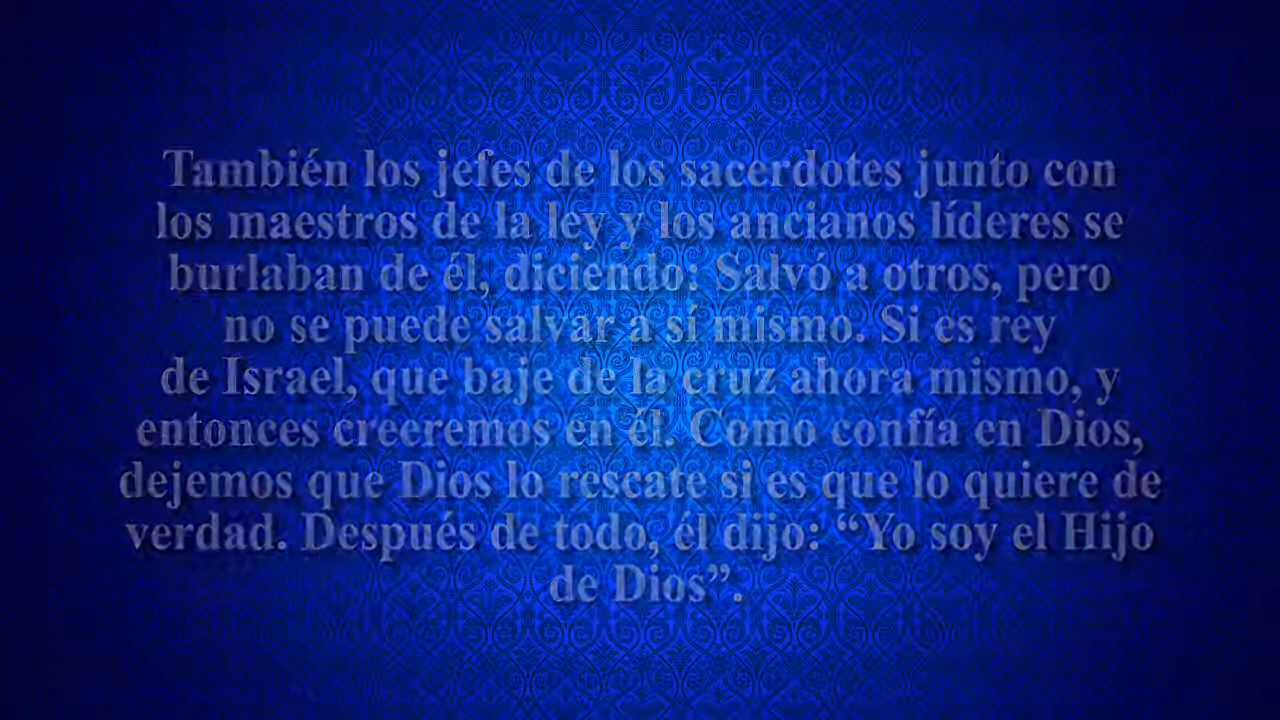 También los jefes de los sacerdotes junto con
los maestros de la ley y los ancianos líderes se
burlaban de él, diciendo: Salvó a otros, pero
no se puede salvar a sí mismo. Si es rey
de Israel, que baje de la cruz ahora mismo, y
entonces creeremos en él. Como confía en Dios,
dejemos que Dios lo rescate si es que lo quiere de
verdad. Después de todo, él dijo: “Yo soy el Hijo
de Dios”.